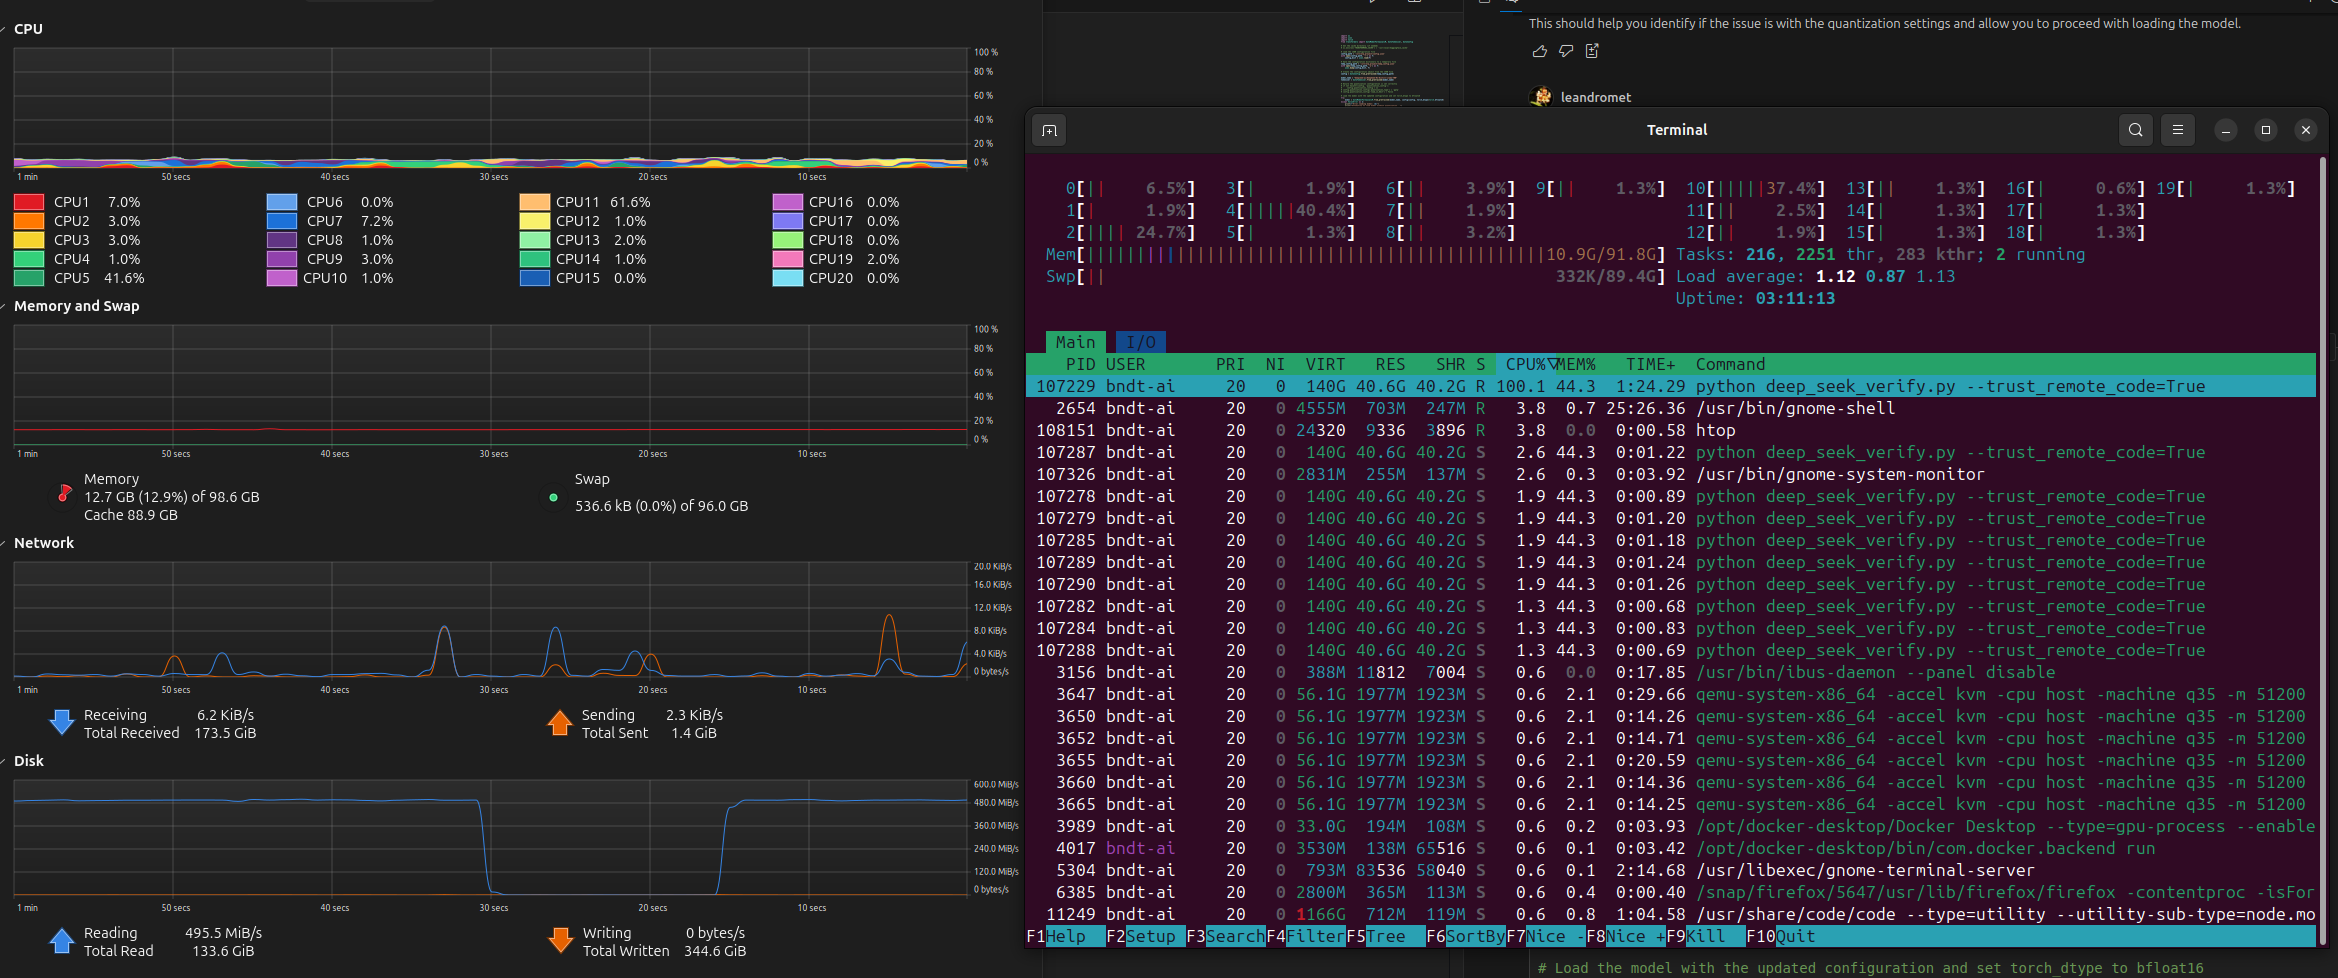 CPU
100 %
80 %
60 %
40 %
20 %
0 %
1 min 50 secs 40 secs 30 secs 20 secs 10 secs
CPU1 7.0% CPU6 0.0% CPU11 61.6% CPU16 0.0%
CPU2 3.0% CPU7 7.2% CPU12 1.0% CPU17 0.0%
CPU3 3.0% CPU8 1.0% CPU13 2.0% CPU18 0.0%
CPU4 1.0% CPU9 3.0% CPU14 1.0% CPU19 2.0%
CPU5 41.6% CPU10 1.0% CPU15 0.0% CPU20 0.0%
Memory and Swap
100 %
80 %
60 %
40 %
20 %
0 %
1 min 50 secs 40 secs 30 secs 20 secs 10 secs
Memory
12.7 GB (12.9%) of 98.6 GB
Cache 88.9 GB
Swap
536.6 kB (0.0%) of 96.0 GB
Network
20.0 KiB/s
16.0 KiB/s
12.0 KiB/s
8.0 KiB/s
4.0 KiB/s
0 bytes/s
1 min 50 secs 40 secs 30 secs 20 secs 10 secs
Receiving 6.2 KiB/s
Total Received 173.5 GiB
Sending 2.3 KiB/s
Total Sent 1.4 GiB
Disk
600.0 MiB/s
480.0 MiB/s
360.0 MiB/s
240.0 MiB/s
120.0 MiB/s
0 bytes/s
1 min 50 secs 40 secs 30 secs 20 secs 10 secs
Reading 495.5 MiB/s
Total Read 133.6 GiB
Writing 0 bytes/s
Total Written 344.6 GiB
This should help you identify if the issue is with the quantization settings and allow you to proceed with loading the model.
leandromet
Terminal
0[|| 6.5%] 3[| 1.9%] 6[|| 3.9%] 9[|| 1.3%] 10[|||||37.4%] 13[|| 1.3%] 16[| 0.6%] 19[| 1.3%]
1[| 1.9%] 4[|||||40.4%] 7[|| 1.9%] 11[|| 2.5%] 14[| 1.3%] 17[| 1.3%]
2[|||| 24.7%] 5[| 1.3%] 8[|| 3.2%] 12[|| 1.9%] 15[| 1.3%] 18[| 1.3%]
Mem[||||||||||||||||||||||||||||||||||||||||||||||10.9G/91.8G] Tasks: 216, 2251 thr, 283 kthr; 2 running
Swp[|| 332K/89.4G] Load average: 1.12 0.87 1.13
Uptime: 03:11:13
Main I/O
PID USER PRI NI VIRT RES SHR S CPU%▽MEM% TIME+ Command
107229 bndt-ai 20 0 140G 40.6G 40.2G R 100.1 44.3 1:24.29 python deep_seek_verify.py --trust_remote_code=True
2654 bndt-ai 20 0 4555M 703M 247M R 3.8 0.7 25:26.36 /usr/bin/gnome-shell
108151 bndt-ai 20 0 24320 9336 3896 R 3.8 0.0 0:00.58 htop
107287 bndt-ai 20 0 140G 40.6G 40.2G S 2.6 44.3 0:01.22 python deep_seek_verify.py --trust_remote_code=True
107326 bndt-ai 20 0 2831M 255M 137M S 2.6 0.3 0:03.92 /usr/bin/gnome-system-monitor
107278 bndt-ai 20 0 140G 40.6G 40.2G S 1.9 44.3 0:00.89 python deep_seek_verify.py --trust_remote_code=True
107279 bndt-ai 20 0 140G 40.6G 40.2G S 1.9 44.3 0:01.20 python deep_seek_verify.py --trust_remote_code=True
107285 bndt-ai 20 0 140G 40.6G 40.2G S 1.9 44.3 0:01.18 python deep_seek_verify.py --trust_remote_code=True
107289 bndt-ai 20 0 140G 40.6G 40.2G S 1.9 44.3 0:01.24 python deep_seek_verify.py --trust_remote_code=True
107290 bndt-ai 20 0 140G 40.6G 40.2G S 1.9 44.3 0:01.26 python deep_seek_verify.py --trust_remote_code=True
107282 bndt-ai 20 0 140G 40.6G 40.2G S 1.3 44.3 0:00.68 python deep_seek_verify.py --trust_remote_code=True
107284 bndt-ai 20 0 140G 40.6G 40.2G S 1.3 44.3 0:00.83 python deep_seek_verify.py --trust_remote_code=True
107288 bndt-ai 20 0 140G 40.6G 40.2G S 1.3 44.3 0:00.69 python deep_seek_verify.py --trust_remote_code=True
3156 bndt-ai 20 0 388M 11812 7004 S 0.6 0.0 0:17.85 /usr/bin/ibus-daemon --panel disable
3647 bndt-ai 20 0 56.1G 1977M 1923M S 0.6 2.1 0:29.66 qemu-system-x86_64 -accel kvm -cpu host -machine q35 -m 51200
3650 bndt-ai 20 0 56.1G 1977M 1923M S 0.6 2.1 0:14.26 qemu-system-x86_64 -accel kvm -cpu host -machine q35 -m 51200
3652 bndt-ai 20 0 56.1G 1977M 1923M S 0.6 2.1 0:14.71 qemu-system-x86_64 -accel kvm -cpu host -machine q35 -m 51200
3655 bndt-ai 20 0 56.1G 1977M 1923M S 0.6 2.1 0:20.59 qemu-system-x86_64 -accel kvm -cpu host -machine q35 -m 51200
3660 bndt-ai 20 0 56.1G 1977M 1923M S 0.6 2.1 0:14.36 qemu-system-x86_64 -accel kvm -cpu host -machine q35 -m 51200
3665 bndt-ai 20 0 56.1G 1977M 1923M S 0.6 2.1 0:14.25 qemu-system-x86_64 -accel kvm -cpu host -machine q35 -m 51200
3989 bndt-ai 20 0 33.0G 194M 108M S 0.6 0.2 0:03.93 /opt/docker-desktop/Docker Desktop --type=gpu-process --enable
4017 bndt-ai 20 0 3530M 138M 65516 S 0.6 0.1 0:03.42 /opt/docker-desktop/bin/com.docker.backend run
5304 bndt-ai 20 0 793M 83536 58040 S 0.6 0.1 2:14.68 /usr/libexec/gnome-terminal-server
6385 bndt-ai 20 0 2800M 365M 113M S 0.6 0.4 0:00.40 /snap/firefox/5647/usr/lib/firefox/firefox -contentproc -isFor
11249 bndt-ai 20 0 1166G 712M 119M S 0.6 0.8 1:04.58 /usr/share/code/code --type=utility --utility-sub-type=node.mo
F1Help F2Setup F3SearchF4FilterF5Tree F6SortByF7Nice -F8Nice +F9Kill F10Quit
# Load the model with the updated configuration and set torch_dtype to bfloat16